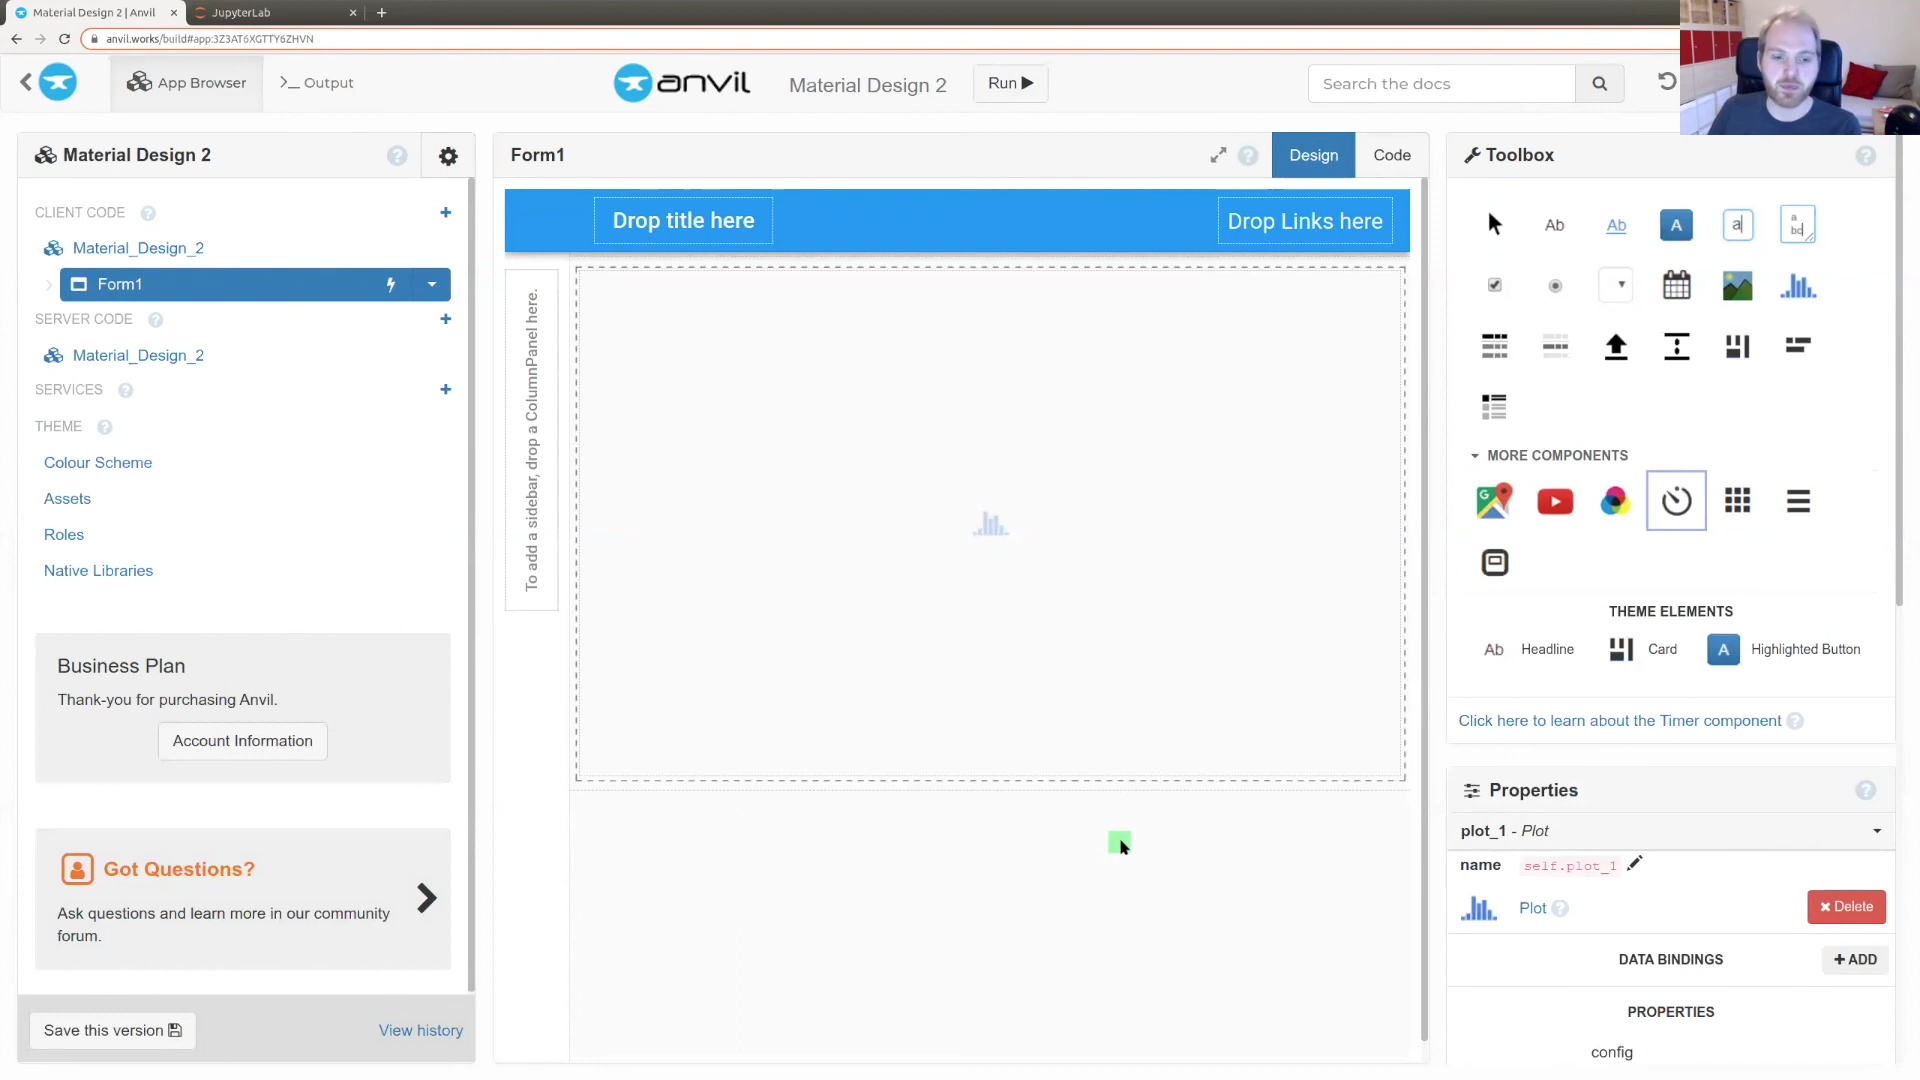 Material Design 2 | Anvil
JupyterLab
anvil.works/build#app:3Z3AT6XGTTY6ZHVN
App Browser
>_ Output
anvil
Material Design 2
Run
Search the docs
Material Design 2
CLIENT CODE
Material_Design_2
Form1
SERVER CODE
Material_Design_2
SERVICES
THEME
Colour Scheme
Assets
Roles
Native Libraries
Business Plan
Thank-you for purchasing Anvil.
Account Information
Got Questions?
Ask questions and learn more in our community
forum.
Save this version
View history
Form1
Design
Code
Drop title here
Drop Links here
To add a sidebar, drop a ColumnPanel here.
Toolbox
Ab
Ab
A
a
a
bc
MORE COMPONENTS
G
THEME ELEMENTS
Ab Headline
Card
A Highlighted Button
Click here to learn about the Timer component
Properties
plot_1 - Plot
name self.plot_1
Plot
Delete
DATA BINDINGS
+ ADD
PROPERTIES
config